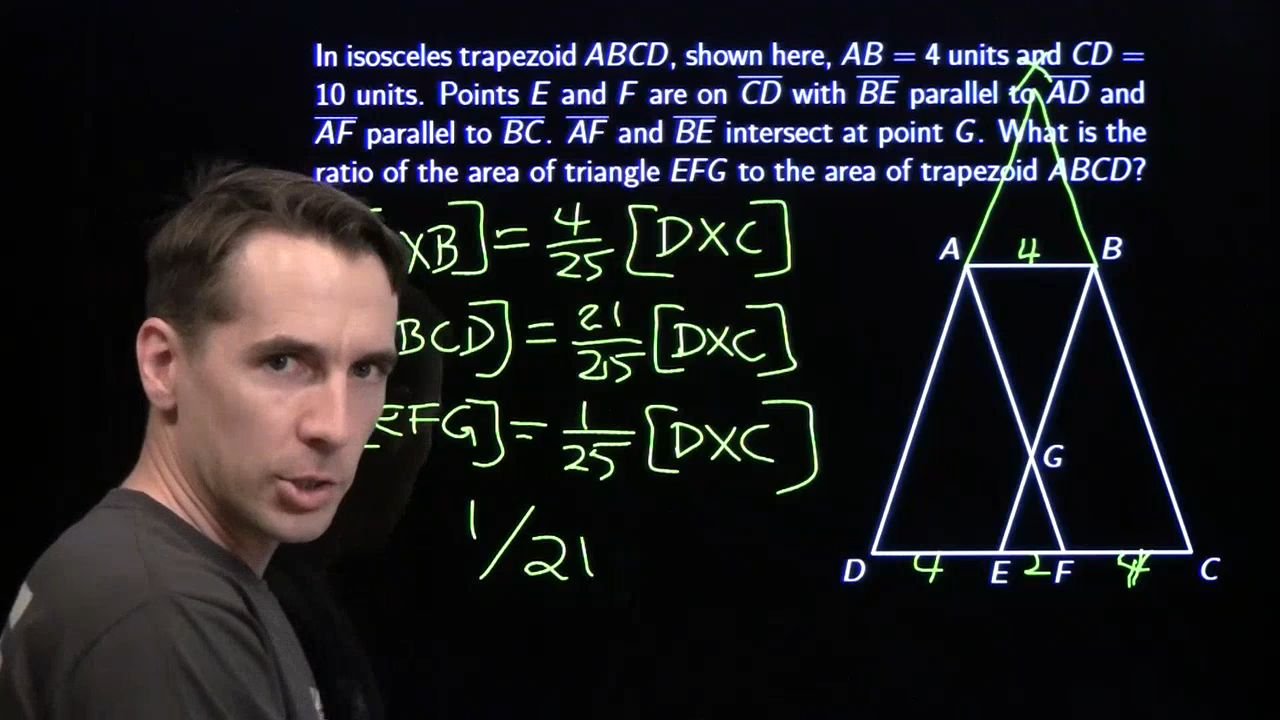 In isosceles trapezoid ABCD, shown here, AB = 4 units and CD =
10 units. Points E and F are on CD with BE parallel to AD and
AF parallel to BC. AF and BE intersect at point G. What is the
ratio of the area of triangle EFG to the area of trapezoid ABCD?
XB] = 4/25 [DXC]
BCD] = 21/25 [DXC]
[EFG] = 1/25 [DXC]
1/21
A 4 B
G
D 4 E 2 F 4 C